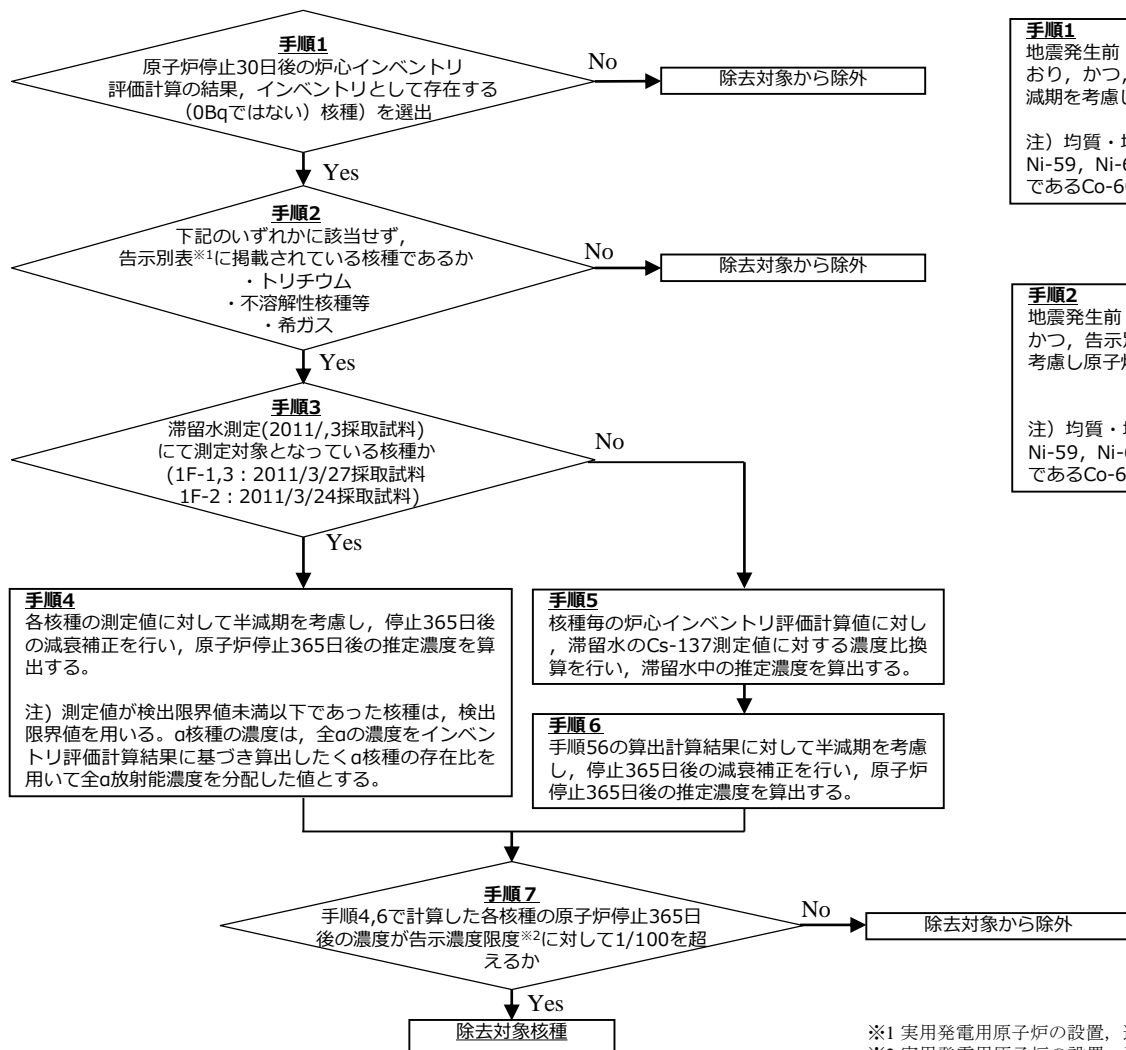 手順1
原子炉停止30日後の炉心インベントリ
評価計算の結果，インベントリとして存在する
（0Bqではない）核種）を選出
No
除去対象から除外
Yes
手順2
下記のいずれかに該当せず，
告示別表※1に掲載されている核種であるか
・トリチウム
・不溶解性核種等
・希ガス
No
除去対象から除外
Yes
手順3
滞留水測定(2011/,3採取試料)
にて測定対象となっている核種か
(1F-1,3：2011/3/27採取試料
1F-2：2011/3/24採取試料)
No
Yes
手順4
各核種の測定値に対して半減期を考慮し，停止365日後
の減衰補正を行い，原子炉停止365日後の推定濃度を算
出する。
注) 測定値が検出限界値未満以下であった核種は，検出
限界値を用いる。α核種の濃度は，全αの濃度をインベン
トリ評価計算結果に基づき算出したくα核種の存在比を
用いて全α放射能濃度を分配した値とする。
手順5
核種毎の炉心インベントリ評価計算値に対し
，滞留水のCs-137測定値に対する濃度比換
算を行い，滞留水中の推定濃度を算出する。
手順６
手順56の算出計算結果に対して半減期を考慮
し，停止365日後の減衰補正を行い，原子炉
停止365日後の推定濃度を算出する。
手順７
手順4,6で計算した各核種の原子炉停止365日
後の濃度が告示濃度限度※2に対して1/100を超
えるか
No
除去対象から除外
Yes
除去対象核種
手順1
地震発生前
おり，かつ，
減期を考慮し
注）均質・
Ni-59，Ni-
であるCo-6
手順2
地震発生前
かつ，告示
考慮し原子
注）均質・
Ni-59，Ni-
であるCo-6
※1 実用発電用原子炉の設置，